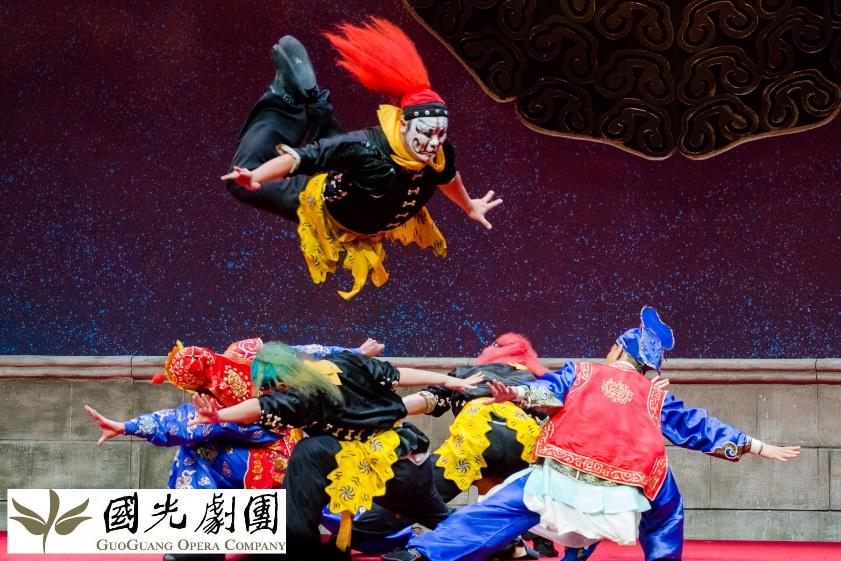 國光劇團
GUOGUANG OPERA COMPANY